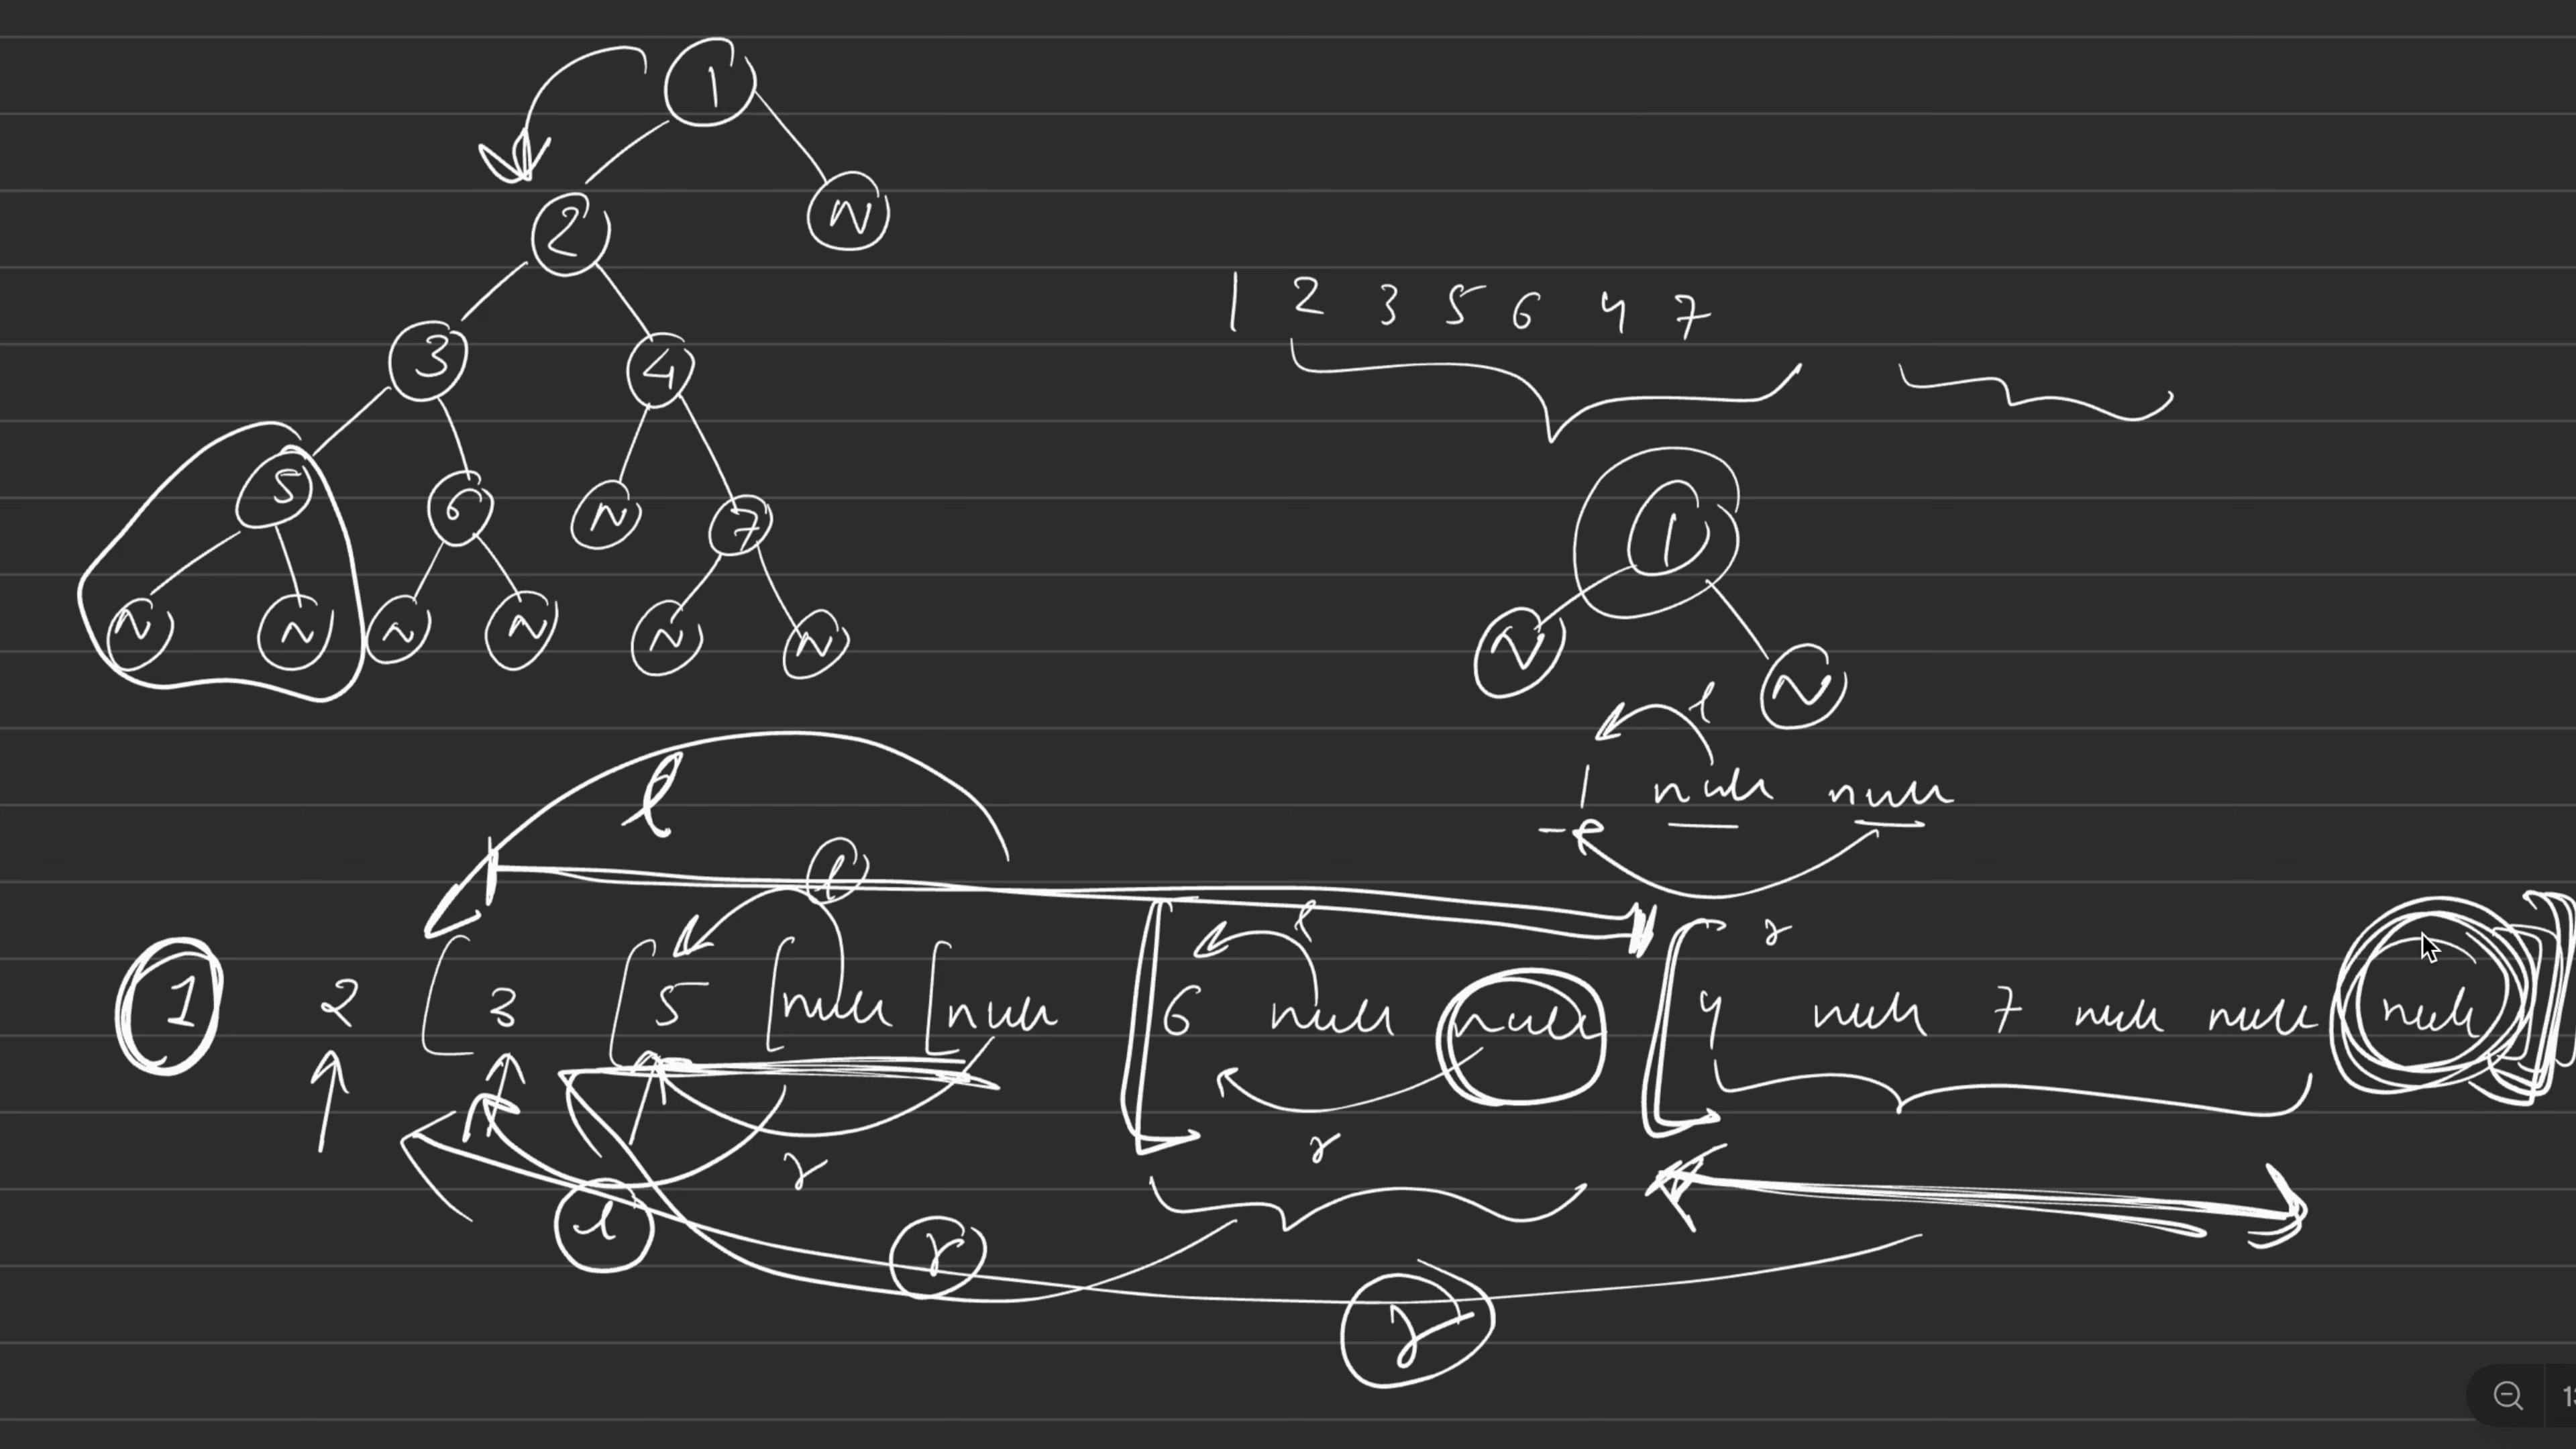 1
2 N
3 4
5 6 N 7
N N N N N N
1 2 3 5 6 4 7
1
N N
l
1 null null
l
l l r
1 2 3 5 null null 6 null null 4 null 7 null null null
r r
l r
r